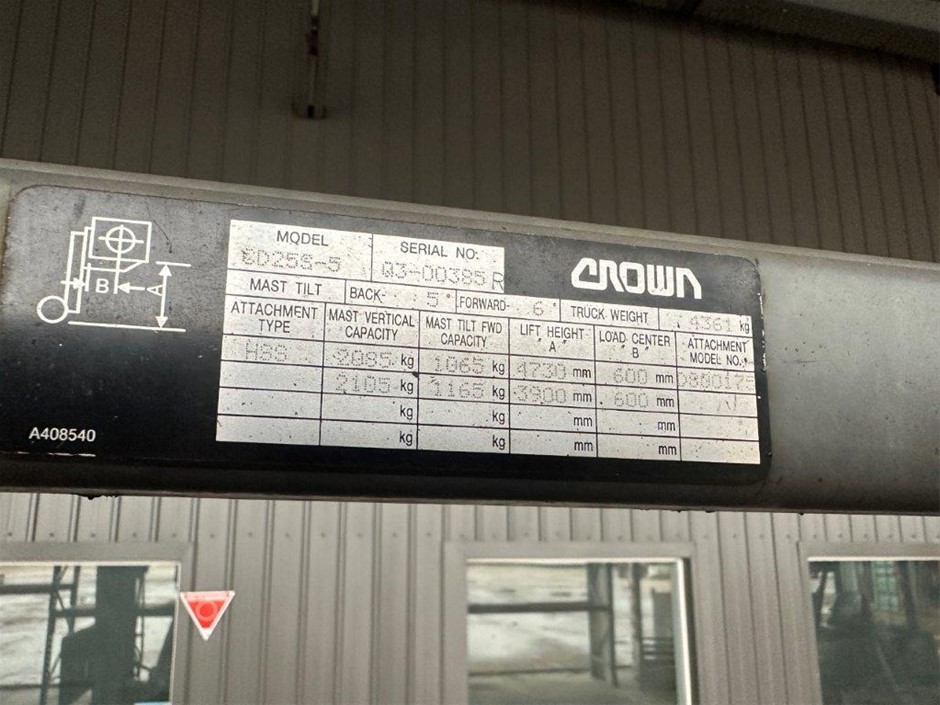 MODEL
SERIAL NO:
CROWN
CD25S-5
Q3-00385 R
MAST TILT BACK- 5° FORWARD- 6° TRUCK WEIGHT 4361 kg
ATTACHMENT TYPE
MAST VERTICAL CAPACITY
MAST TILT FWD CAPACITY
LIFT HEIGHT "A"
LOAD CENTER "B"
ATTACHMENT MODEL NO.
HSS 2085 kg 1065 kg 4730 mm 600 mm
2105 kg 1165 kg 3900 mm 600 mm
kg kg mm mm
kg kg mm mm
B
A
A408540